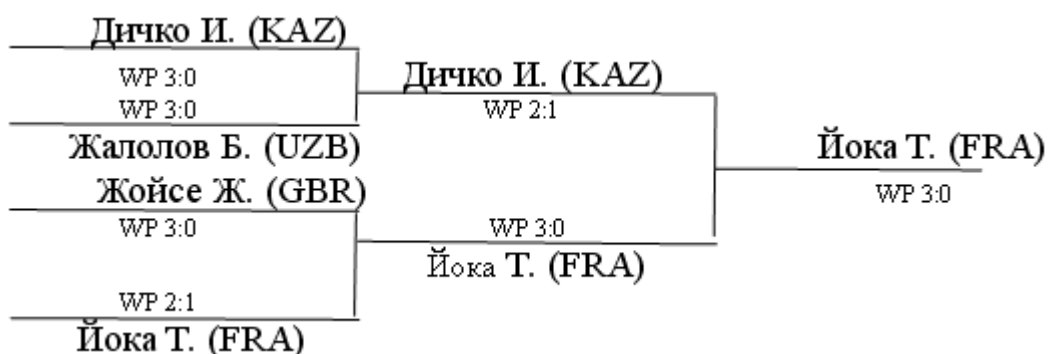 Дичко И. (KAZ)
WP 3:0
WP 3:0
Жалолов Б. (UZB)
Жойсе Ж. (GBR)
WP 3:0
WP 2:1
Йока Т. (FRA)
Дичко И. (KAZ)
WP 2:1
WP 3:0
Йока Т. (FRA)
Йока Т. (FRA)
WP 3:0